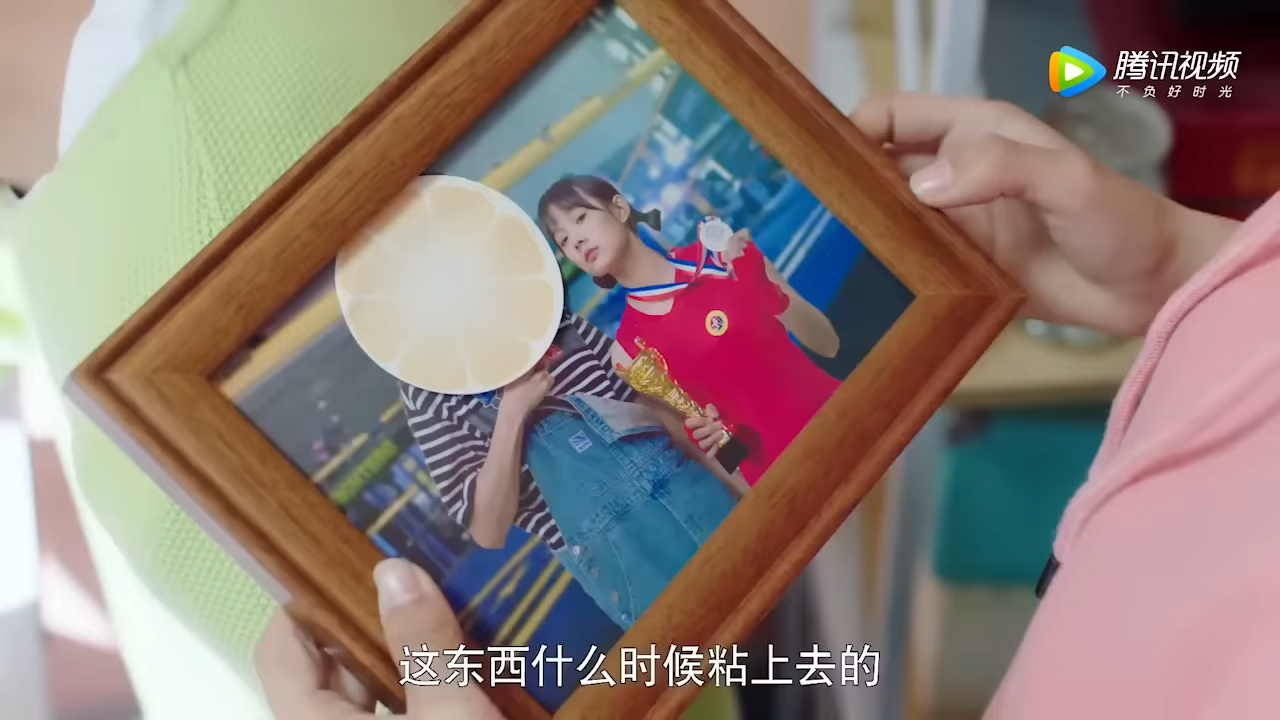 腾讯视频
不负好时光
这东西什么时候粘上去的